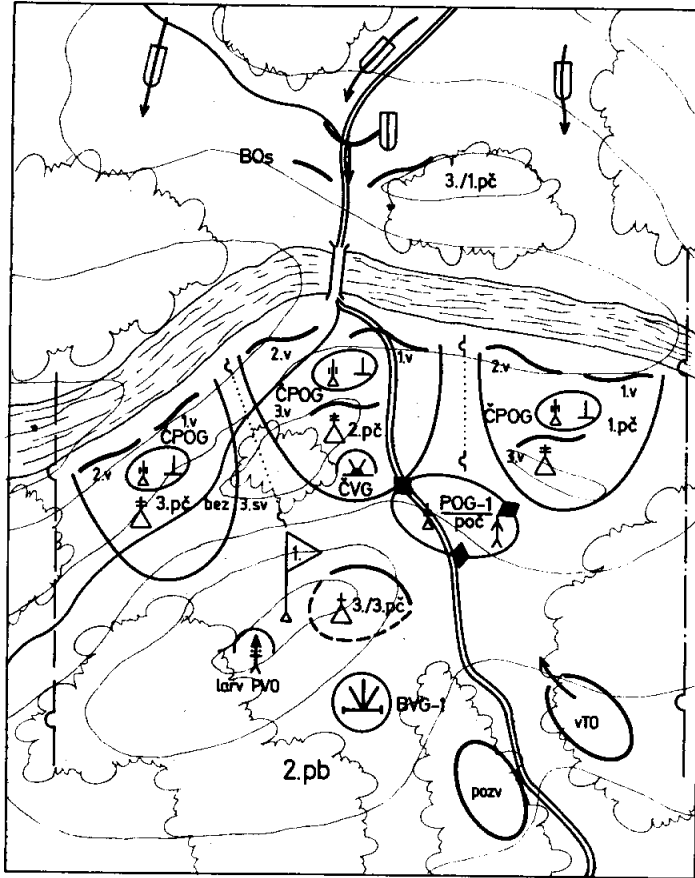 BOs
3./1.pč
2.v
1.v
2.v
1.v
ČPOG
3.v
2.pč
ČVG
ČPOG
1.pč
3.v
1.v
ČPOG
2.v
3.pč bez 3.sv
POG-1
poč
1.
3./3.pč
larv PVO
BVG-1
vTO
pozv
2.pb